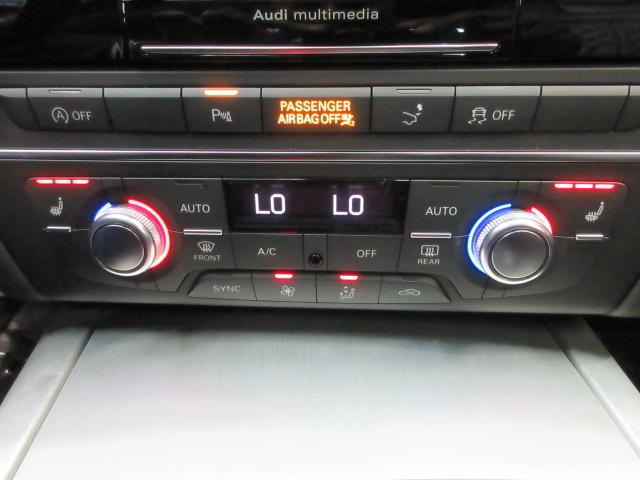 Audi multimedia
A OFF
P
PASSENGER
AIRBAG OFF
OFF
AUTO
LO
LO
AUTO
FRONT
A/C
OFF
REAR
SYNC